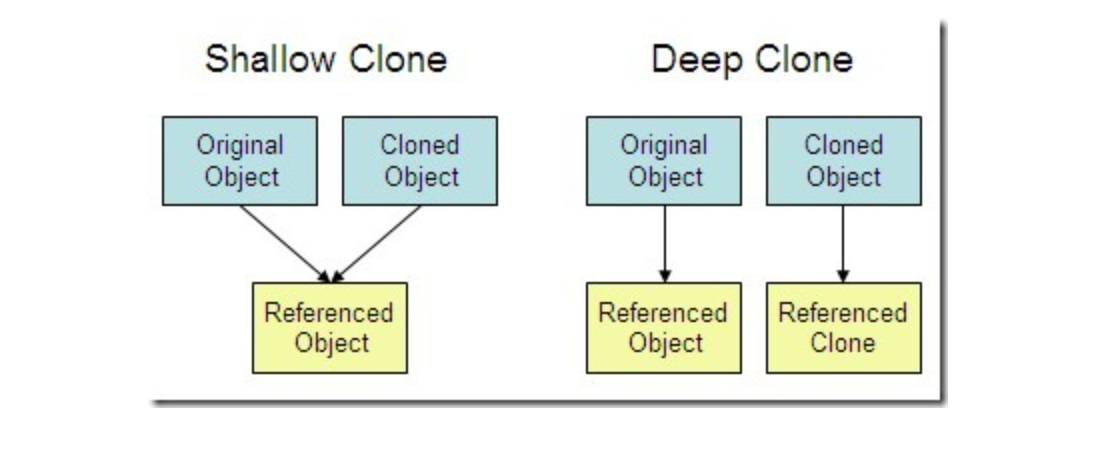 Shallow Clone
Original
Object
Cloned
Object
Referenced
Object
Deep Clone
Original
Object
Cloned
Object
Referenced
Object
Referenced
Clone